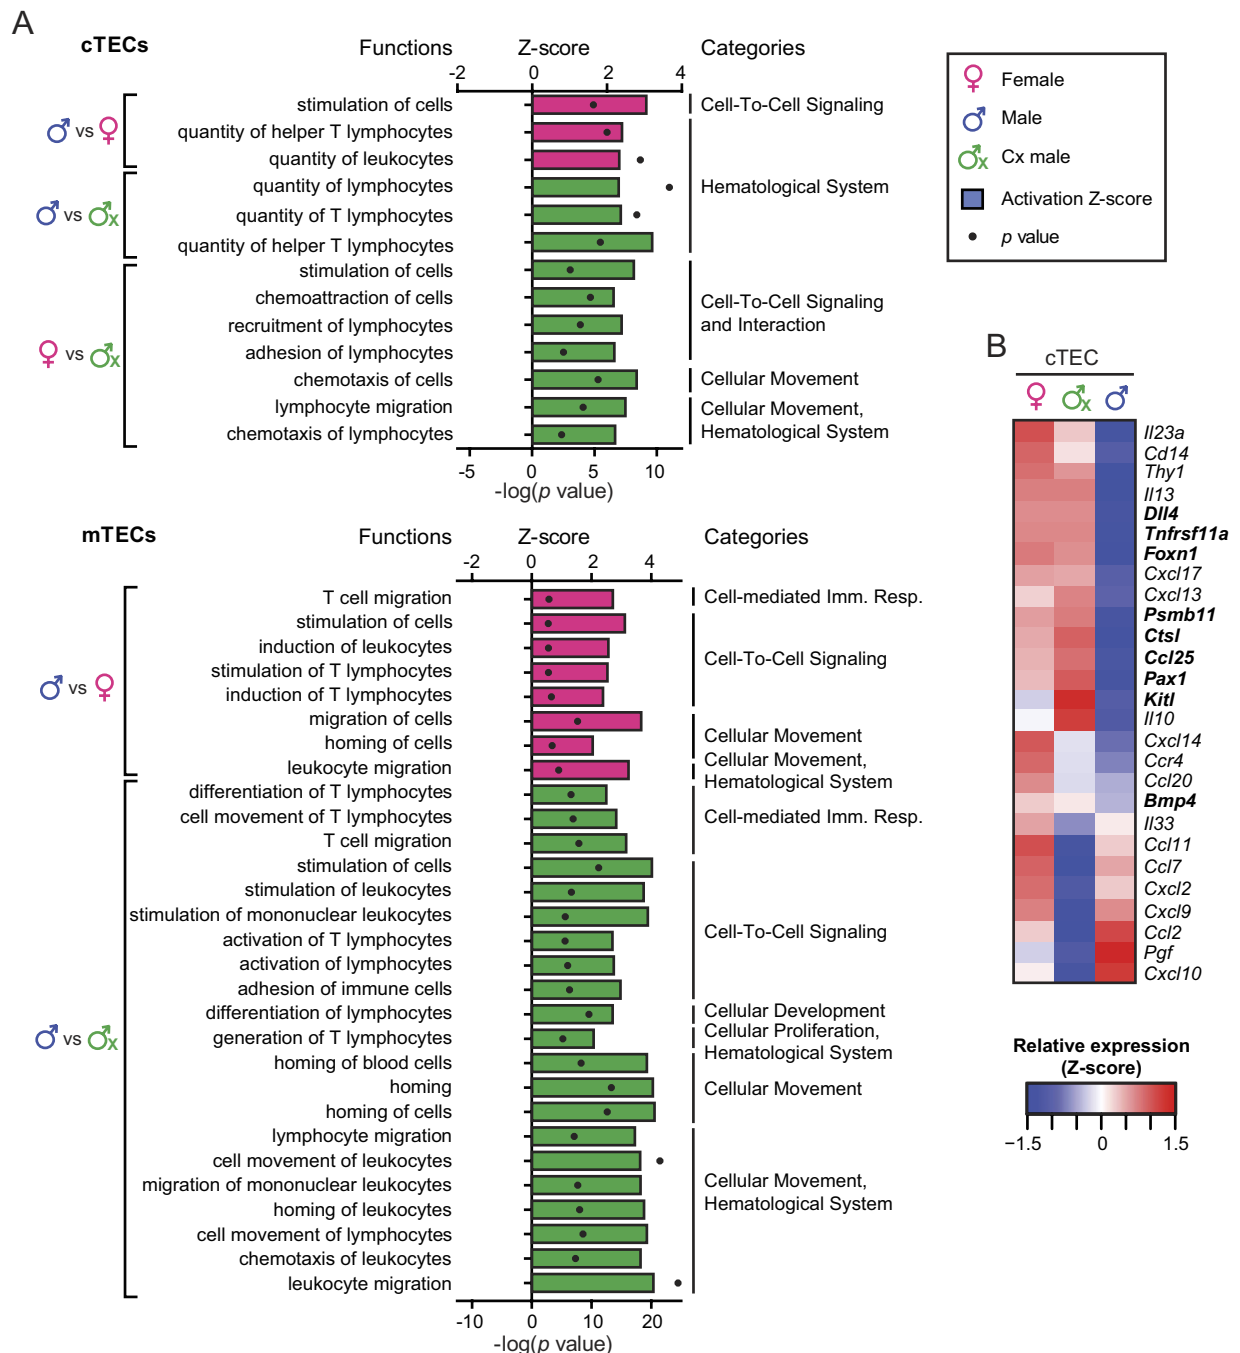 A
cTECs
Functions
Z-score
Categories
-2
0
2
4
♂ vs ♀
stimulation of cells
Cell-To-Cell Signaling
quantity of helper T lymphocytes
quantity of leukocytes
♂ vs ♂x
quantity of lymphocytes
Hematological System
quantity of T lymphocytes
quantity of helper T lymphocytes
♀ vs ♂x
stimulation of cells
chemoattraction of cells
Cell-To-Cell Signaling
and Interaction
recruitment of lymphocytes
adhesion of lymphocytes
chemotaxis of cells
Cellular Movement
lymphocyte migration
Cellular Movement,
Hematological System
chemotaxis of lymphocytes
-5
0
5
10
-log(p value)
Female
Male
Cx male
Activation Z-score
p value
mTECs
Functions
Z-score
Categories
-2
0
2
4
♂ vs ♀
T cell migration
Cell-mediated Imm. Resp.
stimulation of cells
induction of leukocytes
Cell-To-Cell Signaling
stimulation of T lymphocytes
induction of T lymphocytes
migration of cells
Cellular Movement
homing of cells
leukocyte migration
Cellular Movement,
Hematological System
♂ vs ♂x
differentiation of T lymphocytes
cell movement of T lymphocytes
Cell-mediated Imm. Resp.
T cell migration
stimulation of cells
stimulation of leukocytes
stimulation of mononuclear leukocytes
Cell-To-Cell Signaling
activation of T lymphocytes
activation of lymphocytes
adhesion of immune cells
differentiation of lymphocytes
Cellular Development
generation of T lymphocytes
Cellular Proliferation,
Hematological System
homing of blood cells
homing
Cellular Movement
homing of cells
lymphocyte migration
cell movement of leukocytes
migration of mononuclear leukocytes
Cellular Movement,
Hematological System
homing of leukocytes
cell movement of lymphocytes
chemotaxis of leukocytes
leukocyte migration
-10
0
10
20
-log(p value)
B
cTEC
♀ ♂x ♂
Il23a
Cd14
Thy1
Il13
Dll4
Tnfrsf11a
Foxn1
Cxcl17
Cxcl13
Psmb11
Ctsl
Ccl25
Pax1
Kitl
Il10
Cxcl14
Ccr4
Ccl20
Bmp4
Il33
Ccl11
Ccl7
Cxcl2
Cxcl9
Ccl2
Pgf
Cxcl10
Relative expression
(Z-score)
−1.5
0
1.5